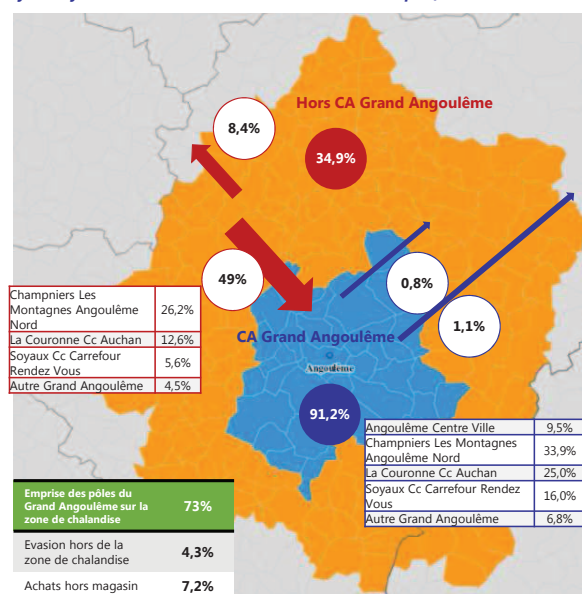 Hors CA Grand Angoulême
8,4%
34,9%
49%
0,8%
1,1%
Champniers Les
Montagnes Angoulême
Nord
26,2%
La Couronne Cc Auchan 12,6%
Soyaux Cc Carrefour
Rendez Vous
5,6%
Autre Grand Angoulême 4,5%
CA Grand Angoulême
Angoulême
91,2%
Angoulême Centre Ville 9,5%
Champniers Les Montagnes
Angoulême Nord
33,9%
La Couronne Cc Auchan 25,0%
Soyaux Cc Carrefour Rendez
Vous
16,0%
Autre Grand Angoulême 6,8%
Emprise des pôles du
Grand Angoulême sur la
zone de chalandise
73%
Evasion hors de la
zone de chalandise
4,3%
Achats hors magasin 7,2%